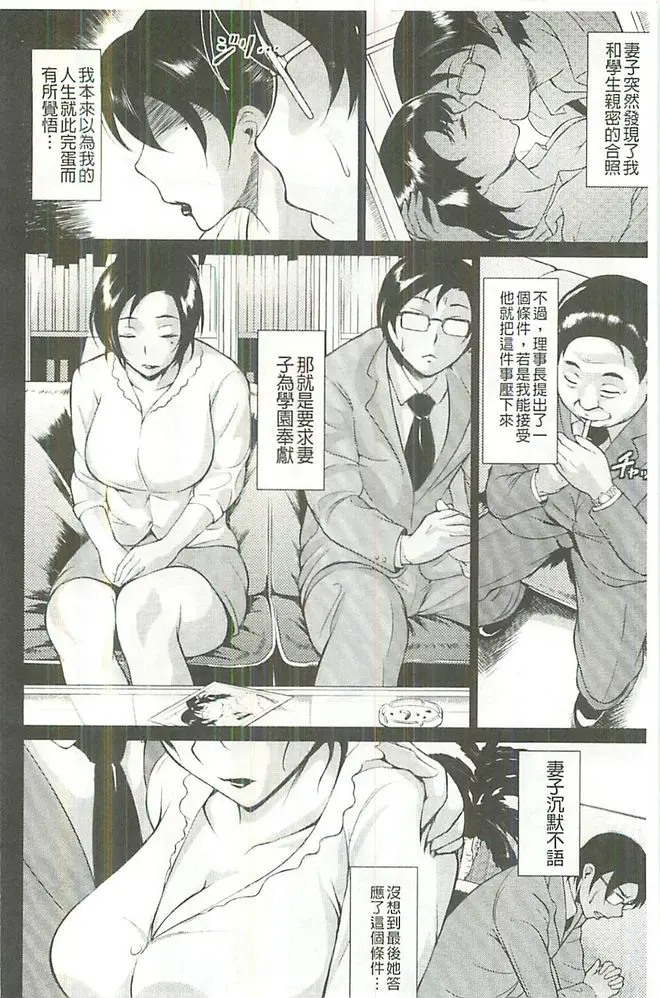 妻子突然發現了我
和學生親密的合照
ジリ…
我本來以為我的
人生就此完蛋而
有所覺悟…
不過，理事長提出了一
個條件，若是我能接受
他就把這件事壓下來
チャッ
那就是要求妻
子為學園奉獻
妻子沉默不語
沒想到最後她答
應了這個條件…